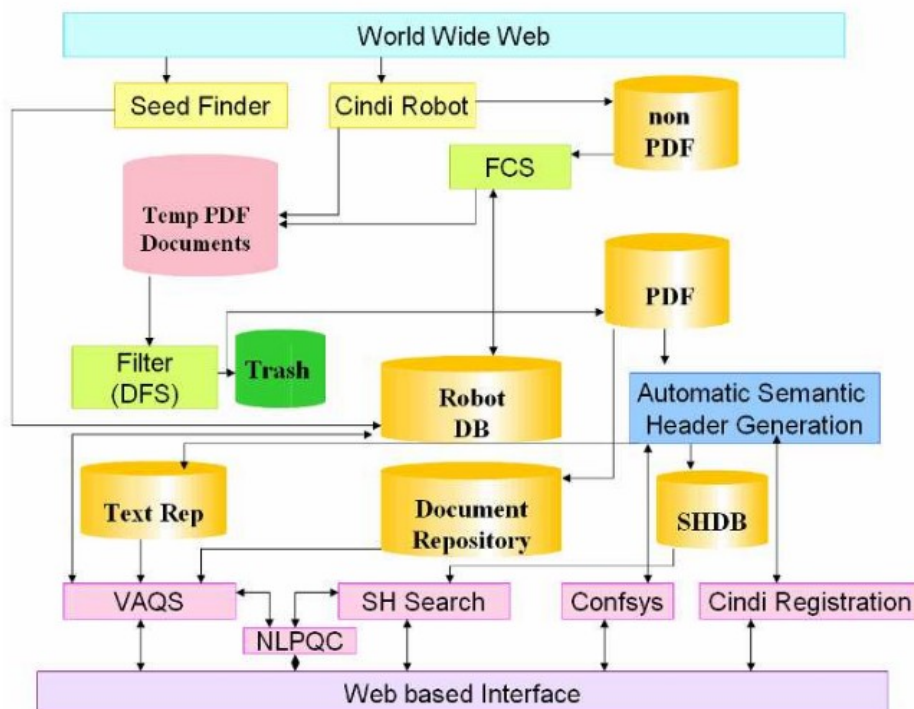 World Wide Web
Seed Finder
Cindi Robot
non
PDF
FCS
Temp PDF
Documents
PDF
Filter
(DFS)
Trash
Robot
DB
Automatic Semantic
Header Generation
Text Rep
Document
Repository
SHDB
VAQS
SH Search
Confsys
Cindi Registration
NLPQC
Web based Interface